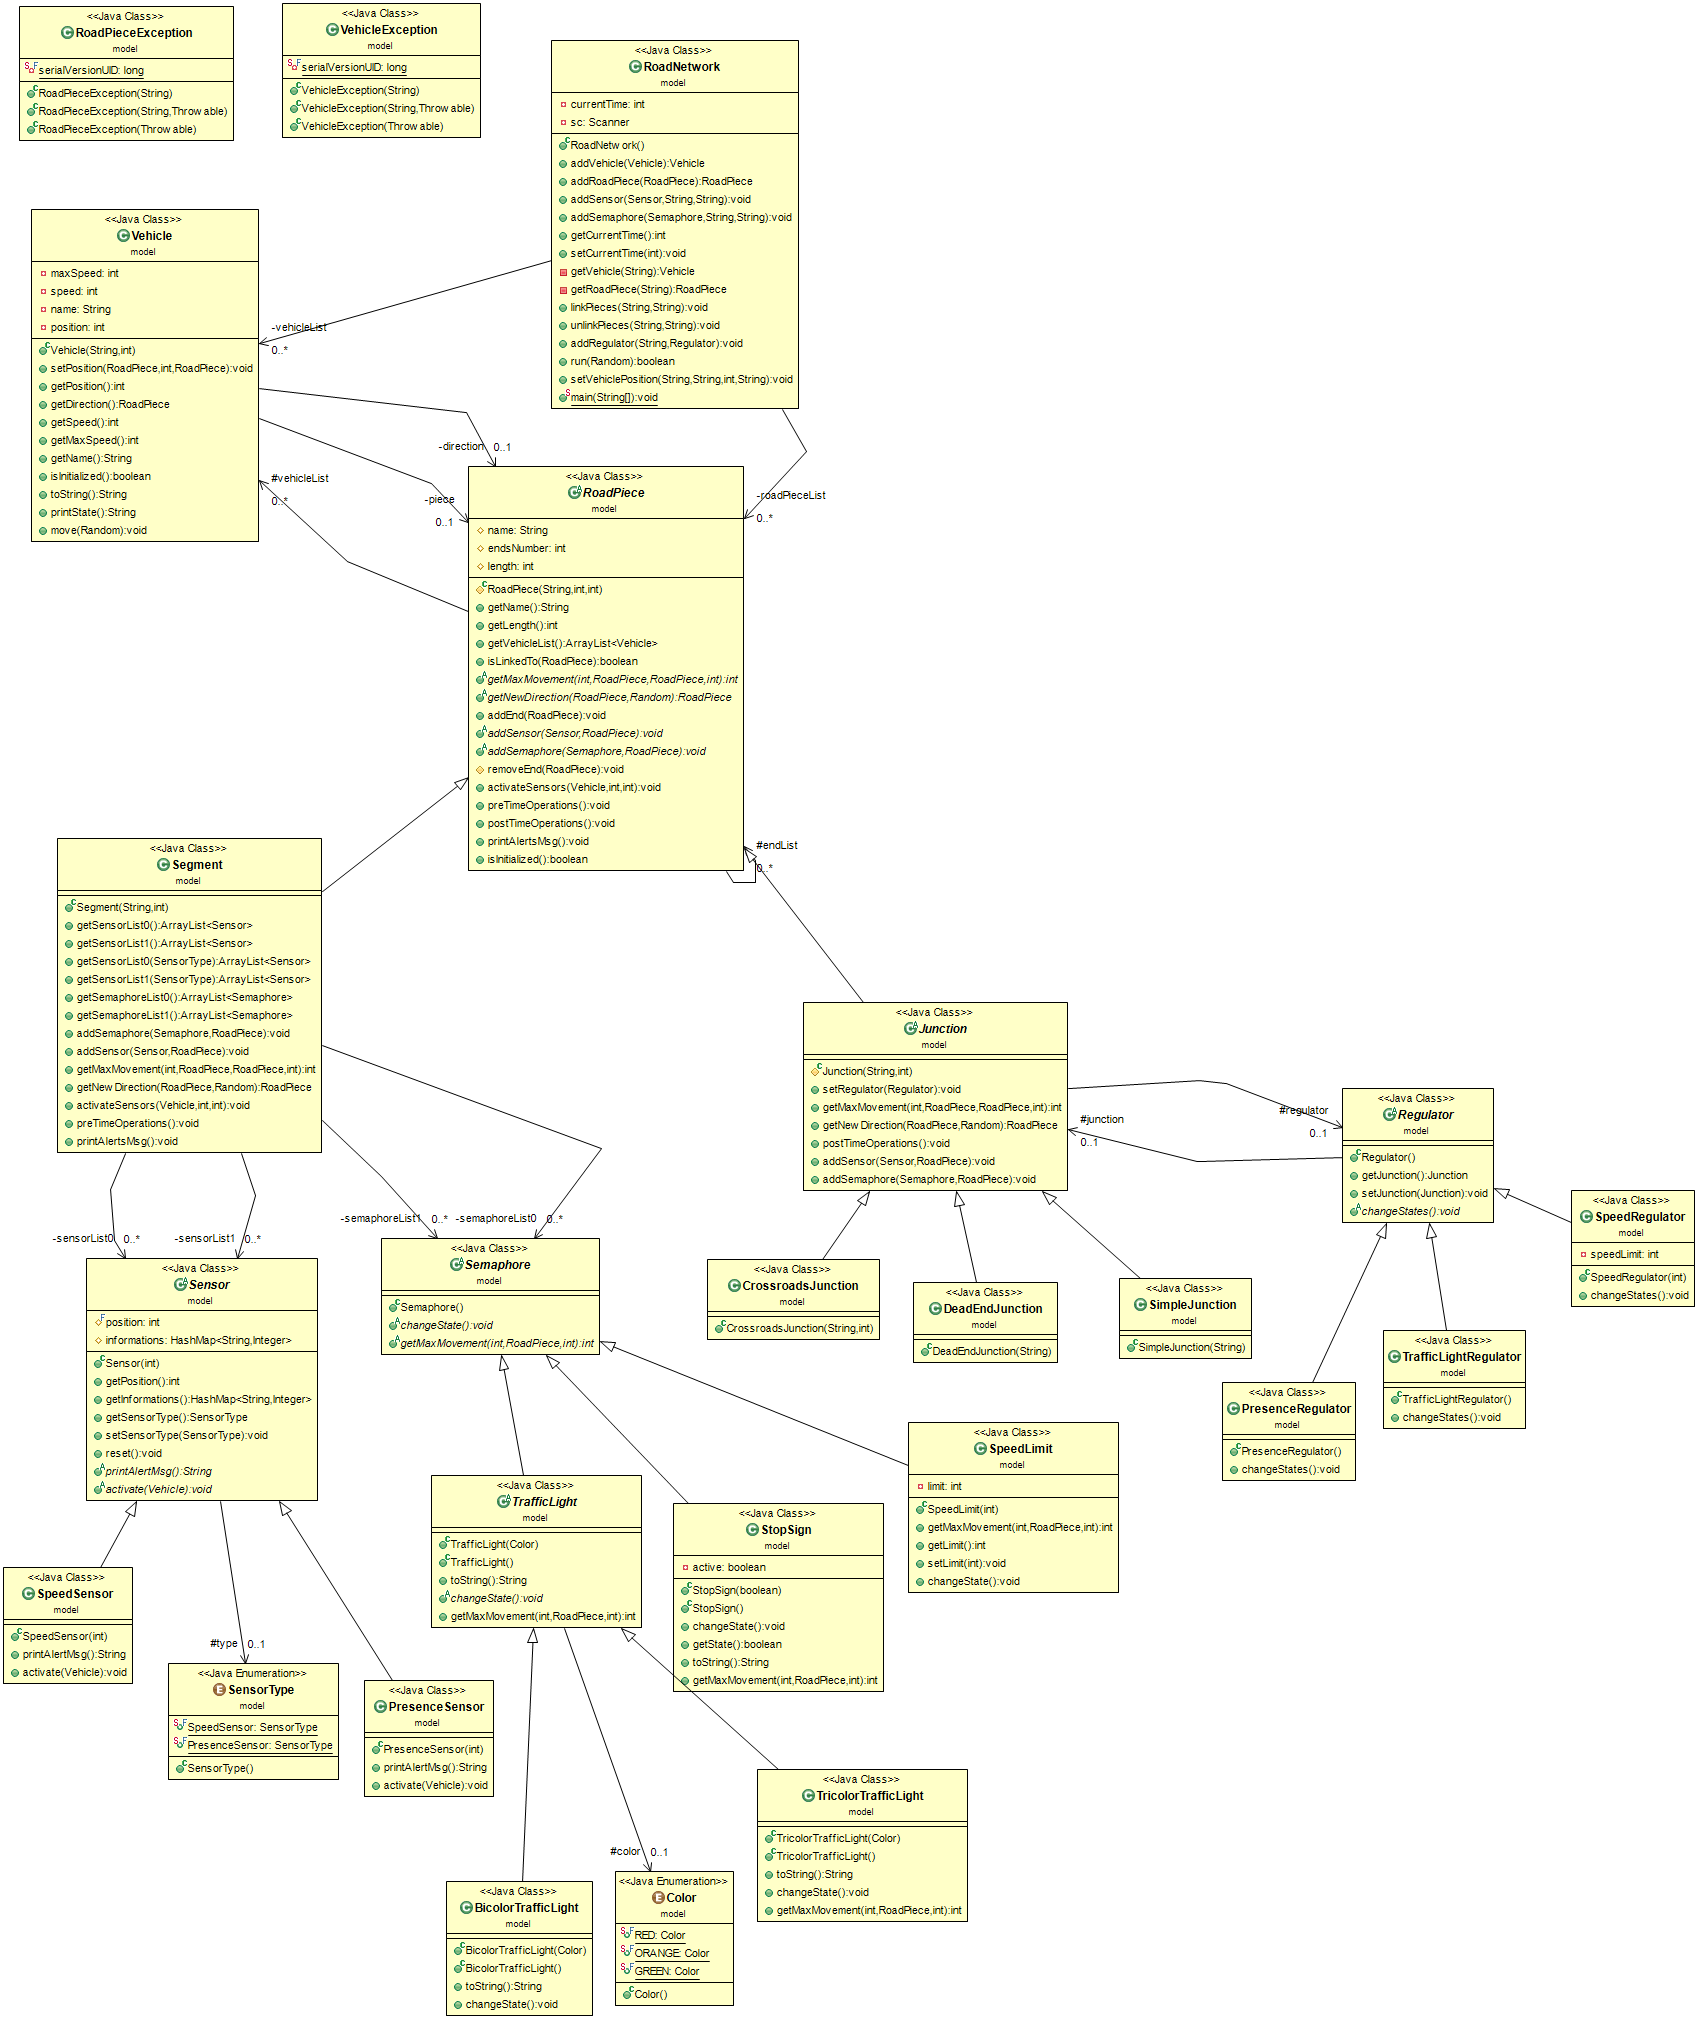 <<Java Class>>
RoadPieceException
model
serialVersionUID: long
RoadPieceException(String)
RoadPieceException(String,Throw able)
RoadPieceException(Throw able)
<<Java Class>>
VehicleException
model
serialVersionUID: long
VehicleException(String)
VehicleException(String,Throw able)
VehicleException(Throw able)
<<Java Class>>
RoadNetwork
model
currentTime: int
sc: Scanner
RoadNetw ork()
addVehicle(Vehicle):Vehicle
addRoadPiece(RoadPiece):RoadPiece
addSensor(Sensor,String,String):void
addSemaphore(Semaphore,String,String):void
getCurrentTime():int
setCurrentTime(int):void
getVehicle(String):Vehicle
getRoadPiece(String):RoadPiece
linkPieces(String,String):void
unlinkPieces(String,String):void
addRegulator(String,Regulator):void
run(Random):boolean
setVehiclePosition(String,String,int,String):void
main(String[]):void
<<Java Class>>
Vehicle
model
maxSpeed: int
speed: int
name: String
position: int
Vehicle(String,int)
setPosition(RoadPiece,int,RoadPiece):void
getPosition():int
getDirection():RoadPiece
getSpeed():int
getMaxSpeed():int
getName():String
isInitialized():boolean
toString():String
printState():String
move(Random):void
-vehicleList
0..*
-direction
0..1
-piece
0..1
#vehicleList
0..*
-roadPieceList
0..*
<<Java Class>>
RoadPiece
model
name: String
endsNumber: int
length: int
RoadPiece(String,int,int)
getName():String
getLength():int
getVehicleList():ArrayList<Vehicle>
isLinkedTo(RoadPiece):boolean
getMaxMovement(int,RoadPiece,RoadPiece,int):int
getNewDirection(RoadPiece,Random):RoadPiece
addEnd(RoadPiece):void
addSensor(Sensor,RoadPiece):void
addSemaphore(Semaphore,RoadPiece):void
removeEnd(RoadPiece):void
activateSensors(Vehicle,int,int):void
preTimeOperations():void
postTimeOperations():void
printAlertsMsg():void
isInitialized():boolean
#endList
0..*
<<Java Class>>
Segment
model
Segment(String,int)
getSensorList0():ArrayList<Sensor>
getSensorList1():ArrayList<Sensor>
getSensorList0(SensorType):ArrayList<Sensor>
getSensorList1(SensorType):ArrayList<Sensor>
getSemaphoreList0():ArrayList<Semaphore>
getSemaphoreList1():ArrayList<Semaphore>
addSemaphore(Semaphore,RoadPiece):void
addSensor(Sensor,RoadPiece):void
getMaxMovement(int,RoadPiece,RoadPiece,int):int
getNew Direction(RoadPiece,Random):RoadPiece
activateSensors(Vehicle,int,int):void
preTimeOperations():void
printAlertsMsg():void
<<Java Class>>
Junction
model
Junction(String,int)
setRegulator(Regulator):void
getMaxMovement(int,RoadPiece,RoadPiece,int):int
getNew Direction(RoadPiece,Random):RoadPiece
postTimeOperations():void
addSensor(Sensor,RoadPiece):void
addSemaphore(Semaphore,RoadPiece):void
#regulator
0..1
#junction
0..1
<<Java Class>>
Regulator
model
Regulator()
getJunction():Junction
setJunction(Junction):void
changeStates():void
<<Java Class>>
SpeedRegulator
model
speedLimit: int
SpeedRegulator(int)
changeStates():void
-sensorList0
0..*
-sensorList1
0..*
-semaphoreList1
0..*
-semaphoreList0
0..*
<<Java Class>>
Sensor
model
position: int
informations: HashMap<String,Integer>
Sensor(int)
getPosition():int
getInformations():HashMap<String,Integer>
getSensorType():SensorType
setSensorType(SensorType):void
reset():void
printAlertMsg():String
activate(Vehicle):void
<<Java Class>>
Semaphore
model
Semaphore()
changeState():void
getMaxMovement(int,RoadPiece,int):int
<<Java Class>>
CrossroadsJunction
model
CrossroadsJunction(String,int)
<<Java Class>>
DeadEndJunction
model
DeadEndJunction(String)
<<Java Class>>
SimpleJunction
model
SimpleJunction(String)
<<Java Class>>
TrafficLightRegulator
model
TrafficLightRegulator()
changeStates():void
<<Java Class>>
PresenceRegulator
model
PresenceRegulator()
changeStates():void
<<Java Class>>
SpeedLimit
model
limit: int
SpeedLimit(int)
getMaxMovement(int,RoadPiece,int):int
getLimit():int
setLimit(int):void
changeState():void
<<Java Class>>
TrafficLight
model
TrafficLight(Color)
TrafficLight()
toString():String
changeState():void
getMaxMovement(int,RoadPiece,int):int
<<Java Class>>
StopSign
model
active: boolean
StopSign(boolean)
StopSign()
changeState():void
getState():boolean
toString():String
getMaxMovement(int,RoadPiece,int):int
<<Java Class>>
SpeedSensor
model
SpeedSensor(int)
printAlertMsg():String
activate(Vehicle):void
#type
0..1
<<Java Enumeration>>
SensorType
model
SpeedSensor: SensorType
PresenceSensor: SensorType
SensorType()
<<Java Class>>
PresenceSensor
model
PresenceSensor(int)
printAlertMsg():String
activate(Vehicle):void
<<Java Class>>
TricolorTrafficLight
model
TricolorTrafficLight(Color)
TricolorTrafficLight()
toString():String
changeState():void
getMaxMovement(int,RoadPiece,int):int
#color
0..1
<<Java Class>>
BicolorTrafficLight
model
BicolorTrafficLight(Color)
BicolorTrafficLight()
toString():String
changeState():void
<<Java Enumeration>>
Color
model
RED: Color
ORANGE: Color
GREEN: Color
Color()